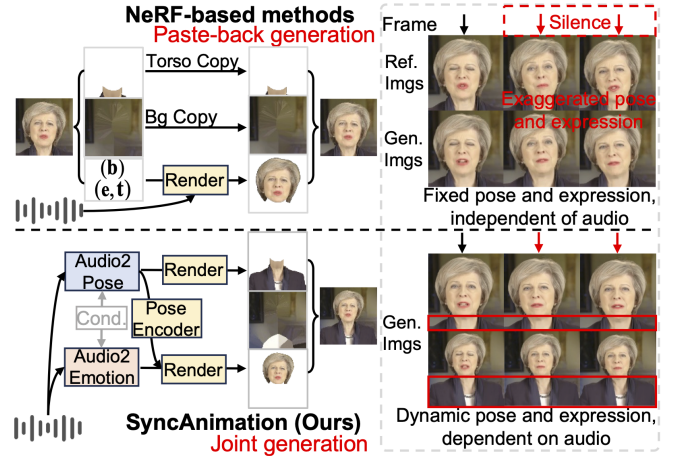 NeRF-based methods
Paste-back generation
Torso Copy
Bg Copy
(b)
(e, t)
Render
Frame
Silence
Ref.
Imgs
Exaggerated pose
and expression
Gen.
Imgs
Fixed pose and expression,
independent of audio
Audio2
Pose
Render
Cond.
Pose
Encoder
Audio2
Emotion
Render
SyncAnimation (Ours)
Joint generation
Gen.
Imgs
Dynamic pose and expression,
dependent on audio